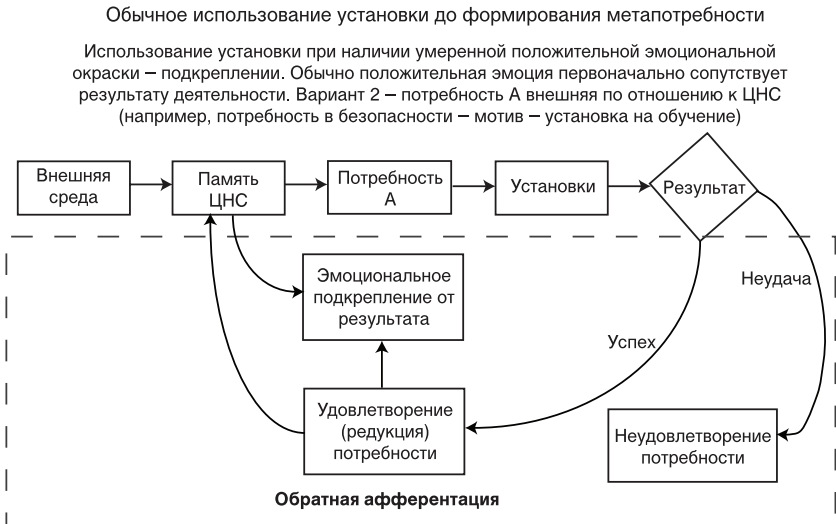 Обычное использование установки до формирования метапотребности
Использование установки при наличии умеренной положительной эмоциональной
окраски – подкреплении. Обычно положительная эмоция первоначально сопутствует
результату деятельности. Вариант 2 – потребность А внешняя по отношению к ЦНС
(например, потребность в безопасности – мотив – установка на обучение)
Внешняя
среда
Память
ЦНС
Потребность
А
Установки
Результат
Эмоциональное
подкрепление от
результата
Неудача
Успех
Удовлетворение
(редукция)
потребности
Неудовлетворение
потребности
Обратная афферентация